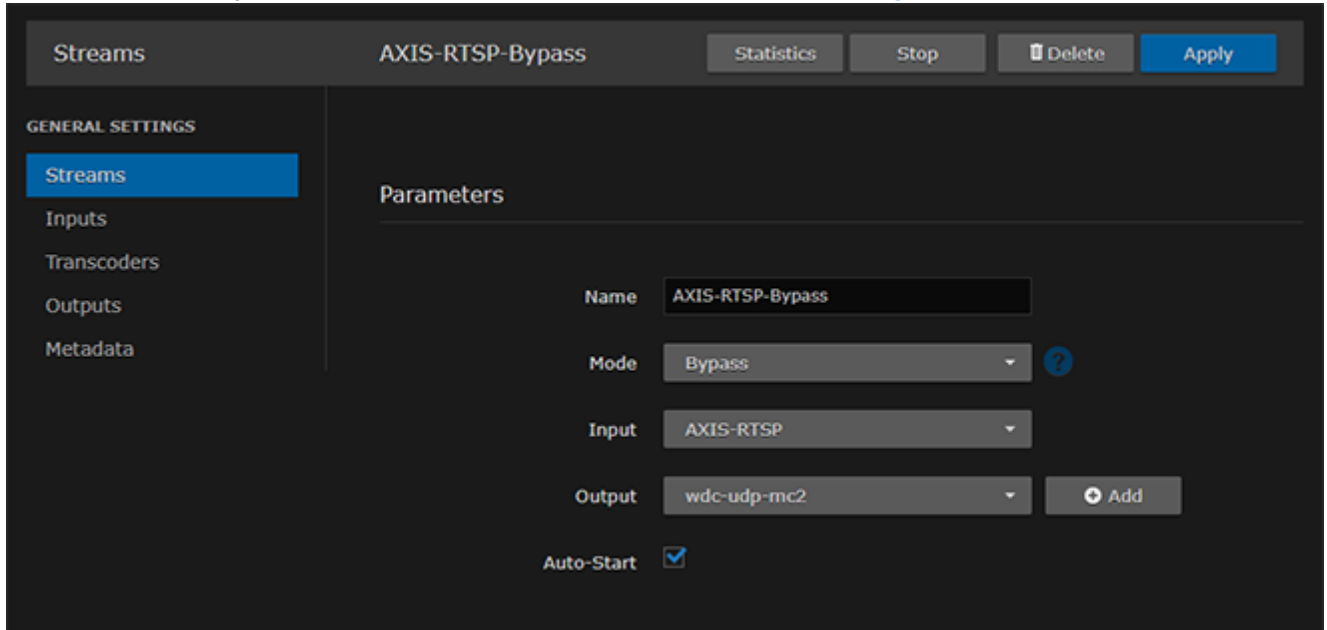 Streams AXIS-RTSP-Bypass Statistics Stop Delete Apply
GENERAL SETTINGS
Streams
Inputs
Transcoders
Outputs
Metadata
Parameters
Name AXIS-RTSP-Bypass
Mode Bypass ?
Input AXIS-RTSP
Output wdc-udp-mc2 Add
Auto-Start